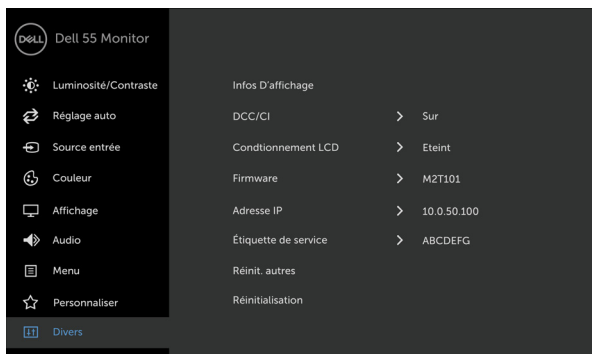 DELL Dell 55 Monitor
Luminosité/Contraste
Réglage auto
Source entrée
Couleur
Affichage
Audio
Menu
Personnaliser
Divers
Infos D'affichage
DCC/CI > Sur
Condtionnement LCD > Eteint
Firmware > M2T101
Adresse IP > 10.0.50.100
Étiquette de service > ABCDEFG
Réinit. autres
Réinitialisation